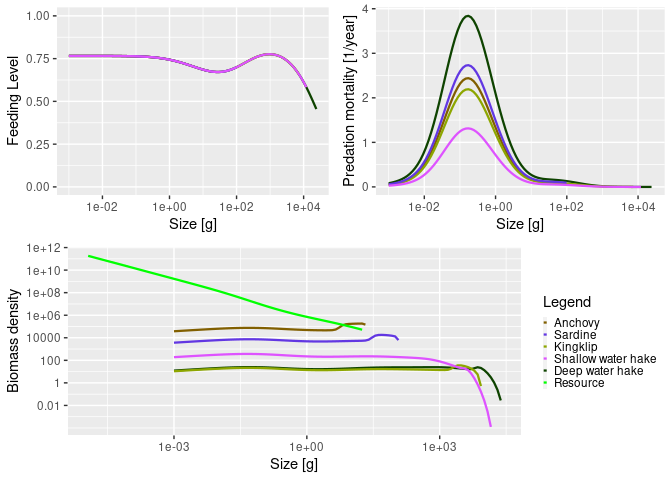 1.00
0.75
0.50
0.25
0.00
Feeding Level
1e-02 1e+00 1e+02 1e+04
Size [g]
4
3
2
1
0
Predation mortality [1/year]
1e-02 1e+00 1e+02 1e+04
Size [g]
1e+12
1e+10
1e+08
1e+06
10000
100
1
0.01
Biomass density
1e-03 1e+00 1e+03
Size [g]
Legend
Anchovy
Sardine
Kingklip
Shallow water hake
Deep water hake
Resource